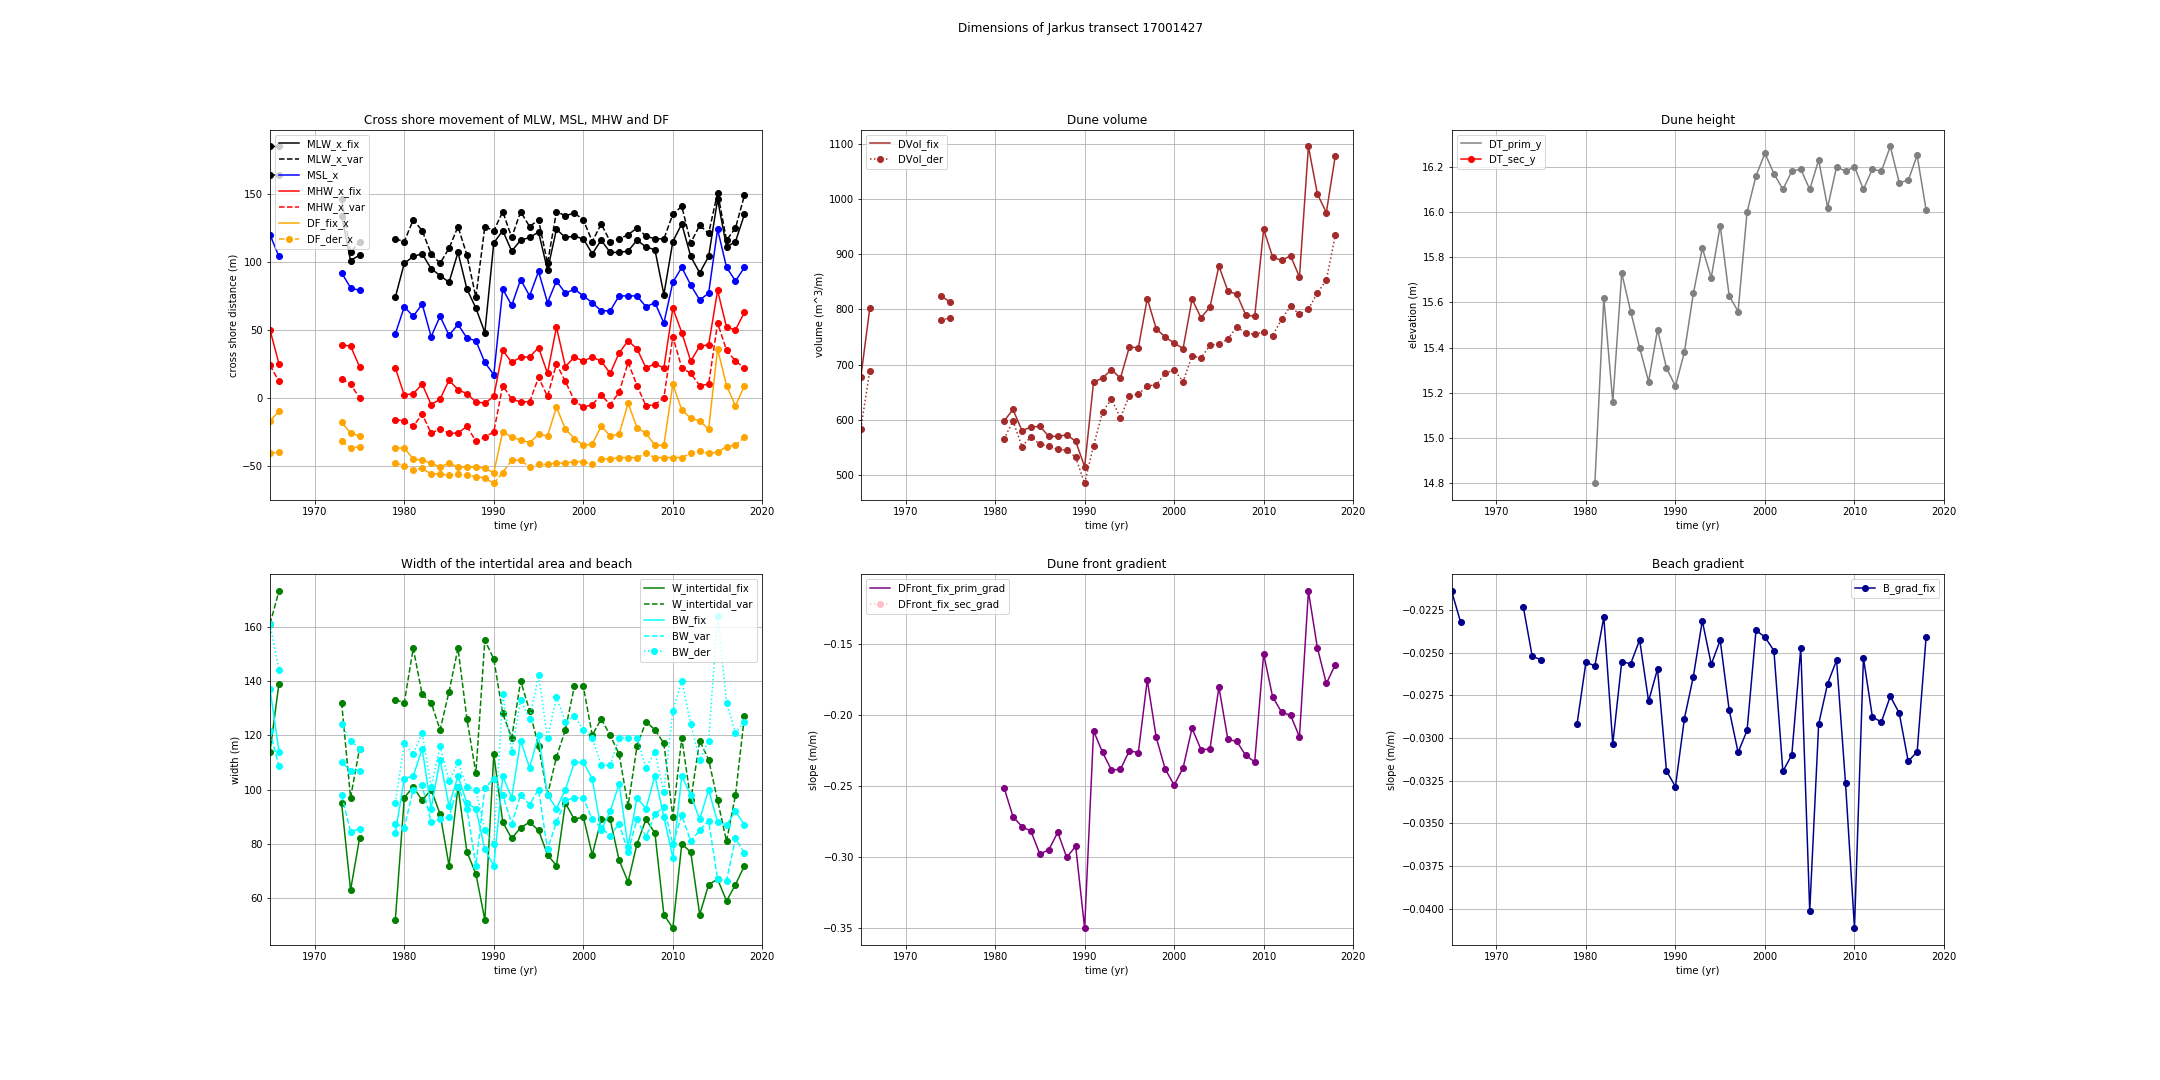 Dimensions of Jarkus transect 17001427
Cross shore movement of MLW, MSL, MHW and DF
MLW_x_fix
MLW_x_var
MSL_x
MHW_x_fix
MHW_x_var
DF_fix_x
DF_der_x
cross shore distance (m)
150
100
50
0
−50
1970 1980 1990 2000 2010 2020
time (yr)
Dune volume
DVol_fix
DVol_der
volume (m^3/m)
1100
1000
900
800
700
600
500
1970 1980 1990 2000 2010 2020
time (yr)
Dune height
DT_prim_y
DT_sec_y
elevation (m)
16.2
16.0
15.8
15.6
15.4
15.2
15.0
14.8
1970 1980 1990 2000 2010 2020
time (yr)
Width of the intertidal area and beach
W_intertidal_fix
W_intertidal_var
BW_fix
BW_var
BW_der
width (m)
160
140
120
100
80
60
1970 1980 1990 2000 2010 2020
time (yr)
Dune front gradient
DFront_fix_prim_grad
DFront_fix_sec_grad
slope (m/m)
−0.15
−0.20
−0.25
−0.30
−0.35
1970 1980 1990 2000 2010 2020
time (yr)
Beach gradient
B_grad_fix
slope (m/m)
−0.0225
−0.0250
−0.0275
−0.0300
−0.0325
−0.0350
−0.0375
−0.0400
1970 1980 1990 2000 2010 2020
time (yr)